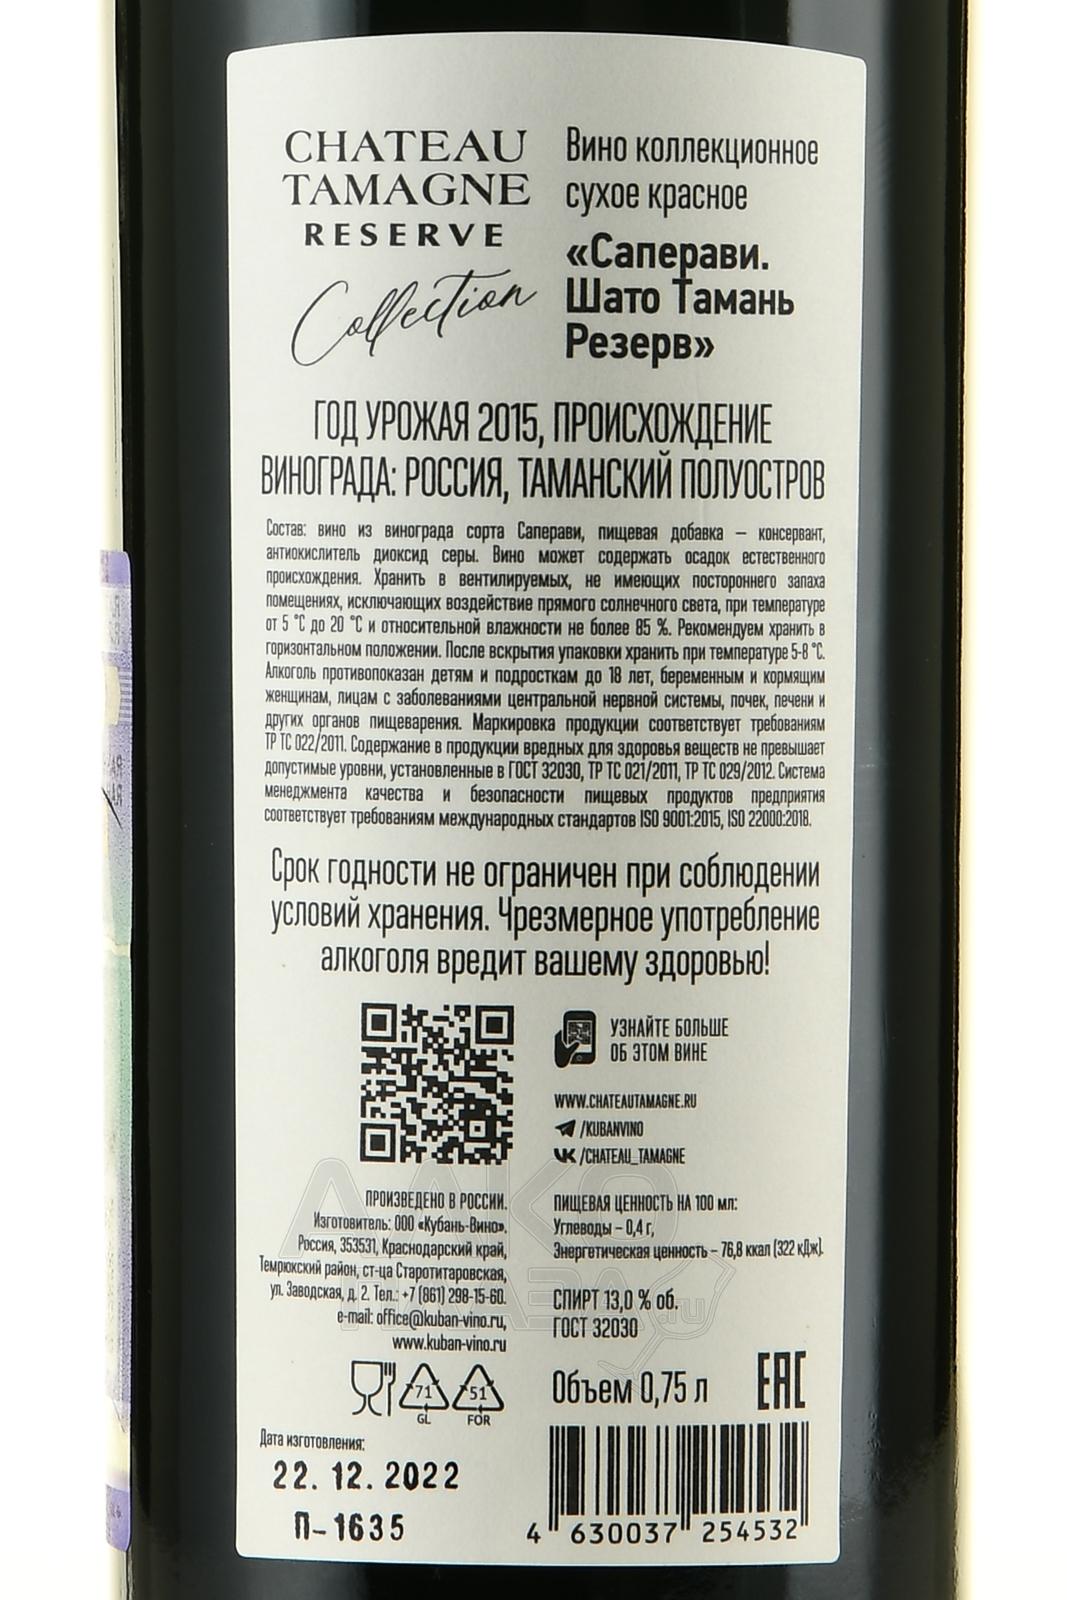 CHATEAU
TAMAGNE
RESERVE
Collection
Вино коллекционное
сухое красное
«Саперави.
Шато Тамань
Резерв»
ГОД УРОЖАЯ 2015, ПРОИСХОЖДЕНИЕ
ВИНОГРАДА: РОССИЯ, ТАМАНСКИЙ ПОЛУОСТРОВ
Состав: вино из винограда сорта Саперави, пищевая добавка – консервант,
антиокислитель диоксид серы. Вино может содержать осадок естественного
происхождения. Хранить в вентилируемых, не имеющих постороннего запаха
помещениях, исключающих воздействие прямого солнечного света, при температуре
от 5 °С до 20 °С и относительной влажности не более 85 %. Рекомендуем хранить в
горизонтальном положении. После вскрытия упаковки хранить при температуре 5-8 °С.
Алкоголь противопоказан детям и подросткам до 18 лет, беременным и кормящим
женщинам, лицам с заболеваниями центральной нервной системы, почек, печени и
других органов пищеварения. Маркировка продукции соответствует требованиям
ТР ТС 022/2011. Содержание в продукции вредных для здоровья веществ не превышает
допустимые уровни, установленные в ГОСТ 32030, ТР ТС 021/2011, ТР ТС 029/2012. Система
менеджмента качества и безопасности пищевых продуктов предприятия
соответствует требованиям международных стандартов ISO 9001:2015, ISO 22000:2018.
Срок годности не ограничен при соблюдении
условий хранения. Чрезмерное употребление
алкоголя вредит вашему здоровью!
УЗНАЙТЕ БОЛЬШЕ
ОБ ЭТОМ ВИНЕ
WWW.CHATEAUTAMAGNE.RU
/KUBANVINO
/CHATEAU_TAMAGNE
ПРОИЗВЕДЕНО В РОССИИ.
Изготовитель: ООО «Кубань-Вино».
Россия, 353531, Краснодарский край,
Темрюкский район, ст-ца Старотитаровская,
ул. Заводская, д. 2. Тел.: +7 (861) 298-15-60.
e-mail: office@kuban-vino.ru,
www.kuban-vino.ru
ПИЩЕВАЯ ЦЕННОСТЬ НА 100 мл:
Углеводы – 0,4 г,
Энергетическая ценность – 76,8 ккал (322 кДж).
СПИРТ 13,0 % об.
ГОСТ 32030
Объем 0,75 л
EAC
71
GL
51
FOR
Дата изготовления:
22. 12. 2022
П-1635
4 630037 254532
АЛКО
ПЛАЗА.ru